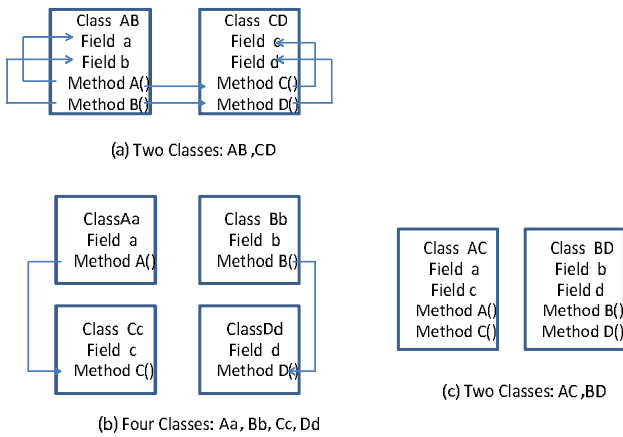 Class AB
Field a
Field b
Method A()
Method B()
Class CD
Field c
Field d
Method C()
Method D()
(a) Two Classes: AB ,CD
ClassAa
Field a
Method A()
Class Bb
Field b
Method B()
Class Cc
Field c
Method C()
ClassDd
Field d
Method D()
(b) Four Classes: Aa, Bb, Cc, Dd
Class AC
Field a
Field c
Method A()
Method C()
Class BD
Field b
Field d
Method B()
Method D()
(c) Two Classes: AC ,BD